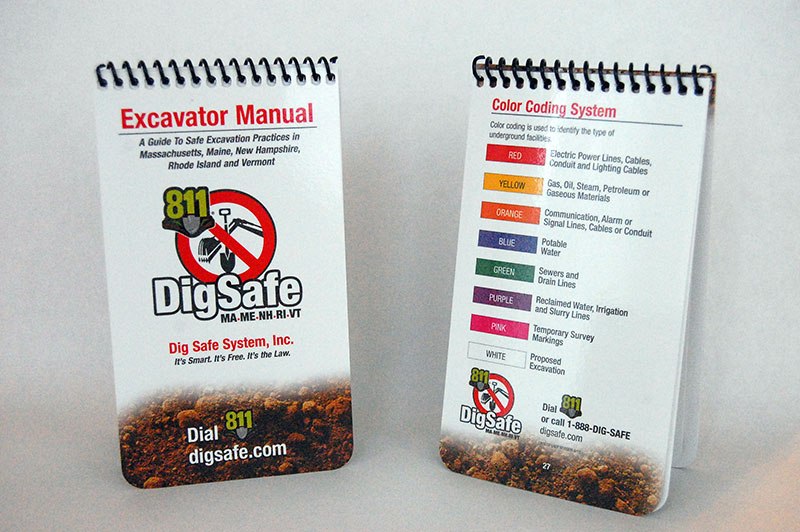 Excavator Manual
A Guide To Safe Excavation Practices in
Massachusetts, Maine, New Hampshire,
Rhode Island and Vermont
811
DigSafe
MA-ME-NH-RI-VT
Dig Safe System, Inc.
It's Smart. It's Free. It's the Law.
Dial 811
digsafe.com
Color Coding System
Color coding is used to identify the type of
underground facilities.
RED
Electric Power Lines, Cables,
Conduit and Lighting Cables
YELLOW
Gas, Oil, Steam, Petroleum or
Gaseous Materials
ORANGE
Communication, Alarm or
Signal Lines, Cables or Conduit
BLUE
Potable
Water
GREEN
Sewers and
Drain Lines
PURPLE
Reclaimed Water, Irrigation
and Slurry Lines
PINK
Temporary Survey
Markings
WHITE
Proposed
Excavation
811
DigSafe
MA-ME-NH-RI-VT
Dial 811
or call 1-888-DIG-SAFE
digsafe.com
27